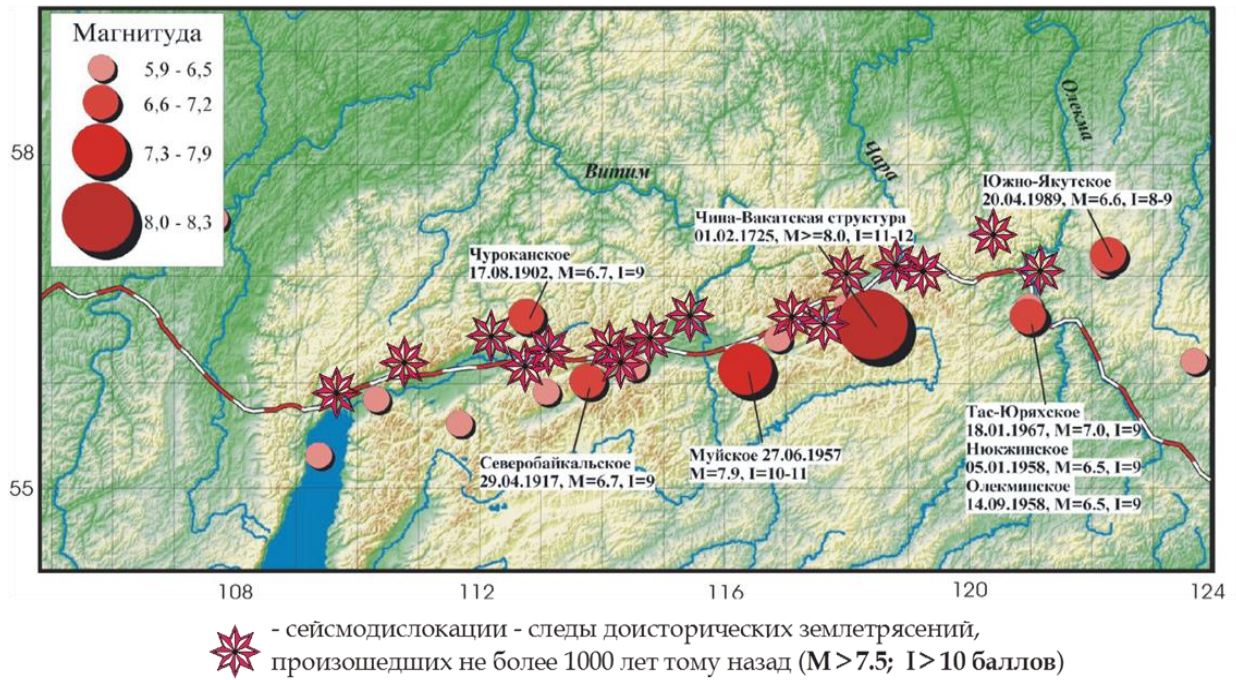 Магнитуда
5,9 - 6,5
6,6 - 7,2
7,3 - 7,9
8,0 - 8,3
58
55
Витим
Чара
Олекма
Южно-Якутское
20.04.1989, М=6.6, I=8-9
Чина-Вакатская структура
01.02.1725, М>=8.0, I=11-12
Чуроканское
17.08.1902, М=6.7, I=9
Северобайкальское
29.04.1917, М=6.7, I=9
Муйское 27.06.1957
М=7.9, I=10-11
Тас-Юряхское
18.01.1967, М=7.0, I=9
Нюкжинское
05.01.1958, М=6.5, I=9
Олекминское
14.09.1958, М=6.5, I=9
108
112
116
120
124
- сейсмодислокации - следы доисторических землетрясений,
произошедших не более 1000 лет тому назад (М>7.5; I>10 баллов)